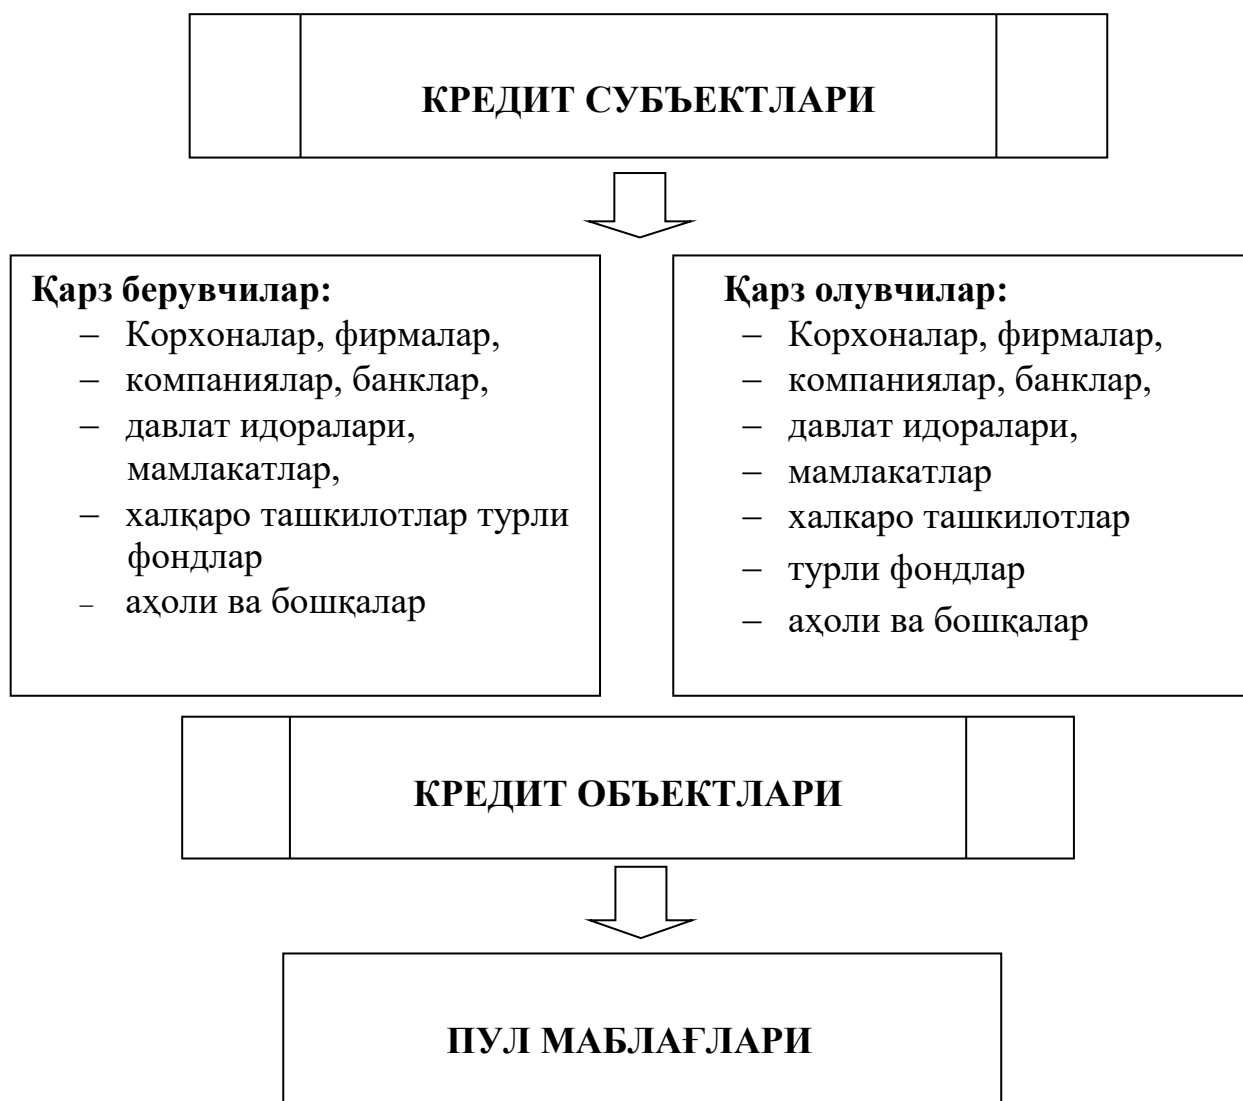 КРЕДИТ СУБЪЕКТЛАРИ
Қарз берувчилар:
– Корхоналар, фирмалар,
– компаниялар, банклар,
– давлат идоралари,
мамлакатлар,
– халқаро ташкилотлар турли
фондлар
– аҳоли ва бошқалар
Қарз олувчилар:
– Корхоналар, фирмалар,
– компаниялар, банклар,
– давлат идоралари,
– мамлакатлар
– халкаро ташкилотлар
– турли фондлар
– аҳоли ва бошқалар
КРЕДИТ ОБЪЕКТЛАРИ
ПУЛ МАБЛАҒЛАРИ